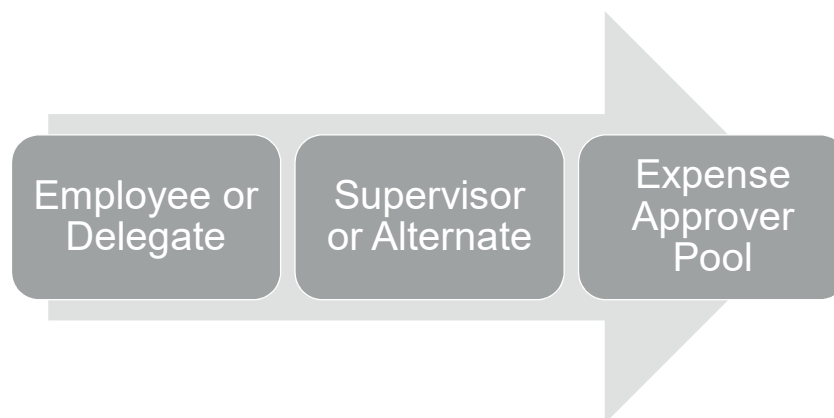 Employee or
Delegate
Supervisor
or Alternate
Expense
Approver
Pool